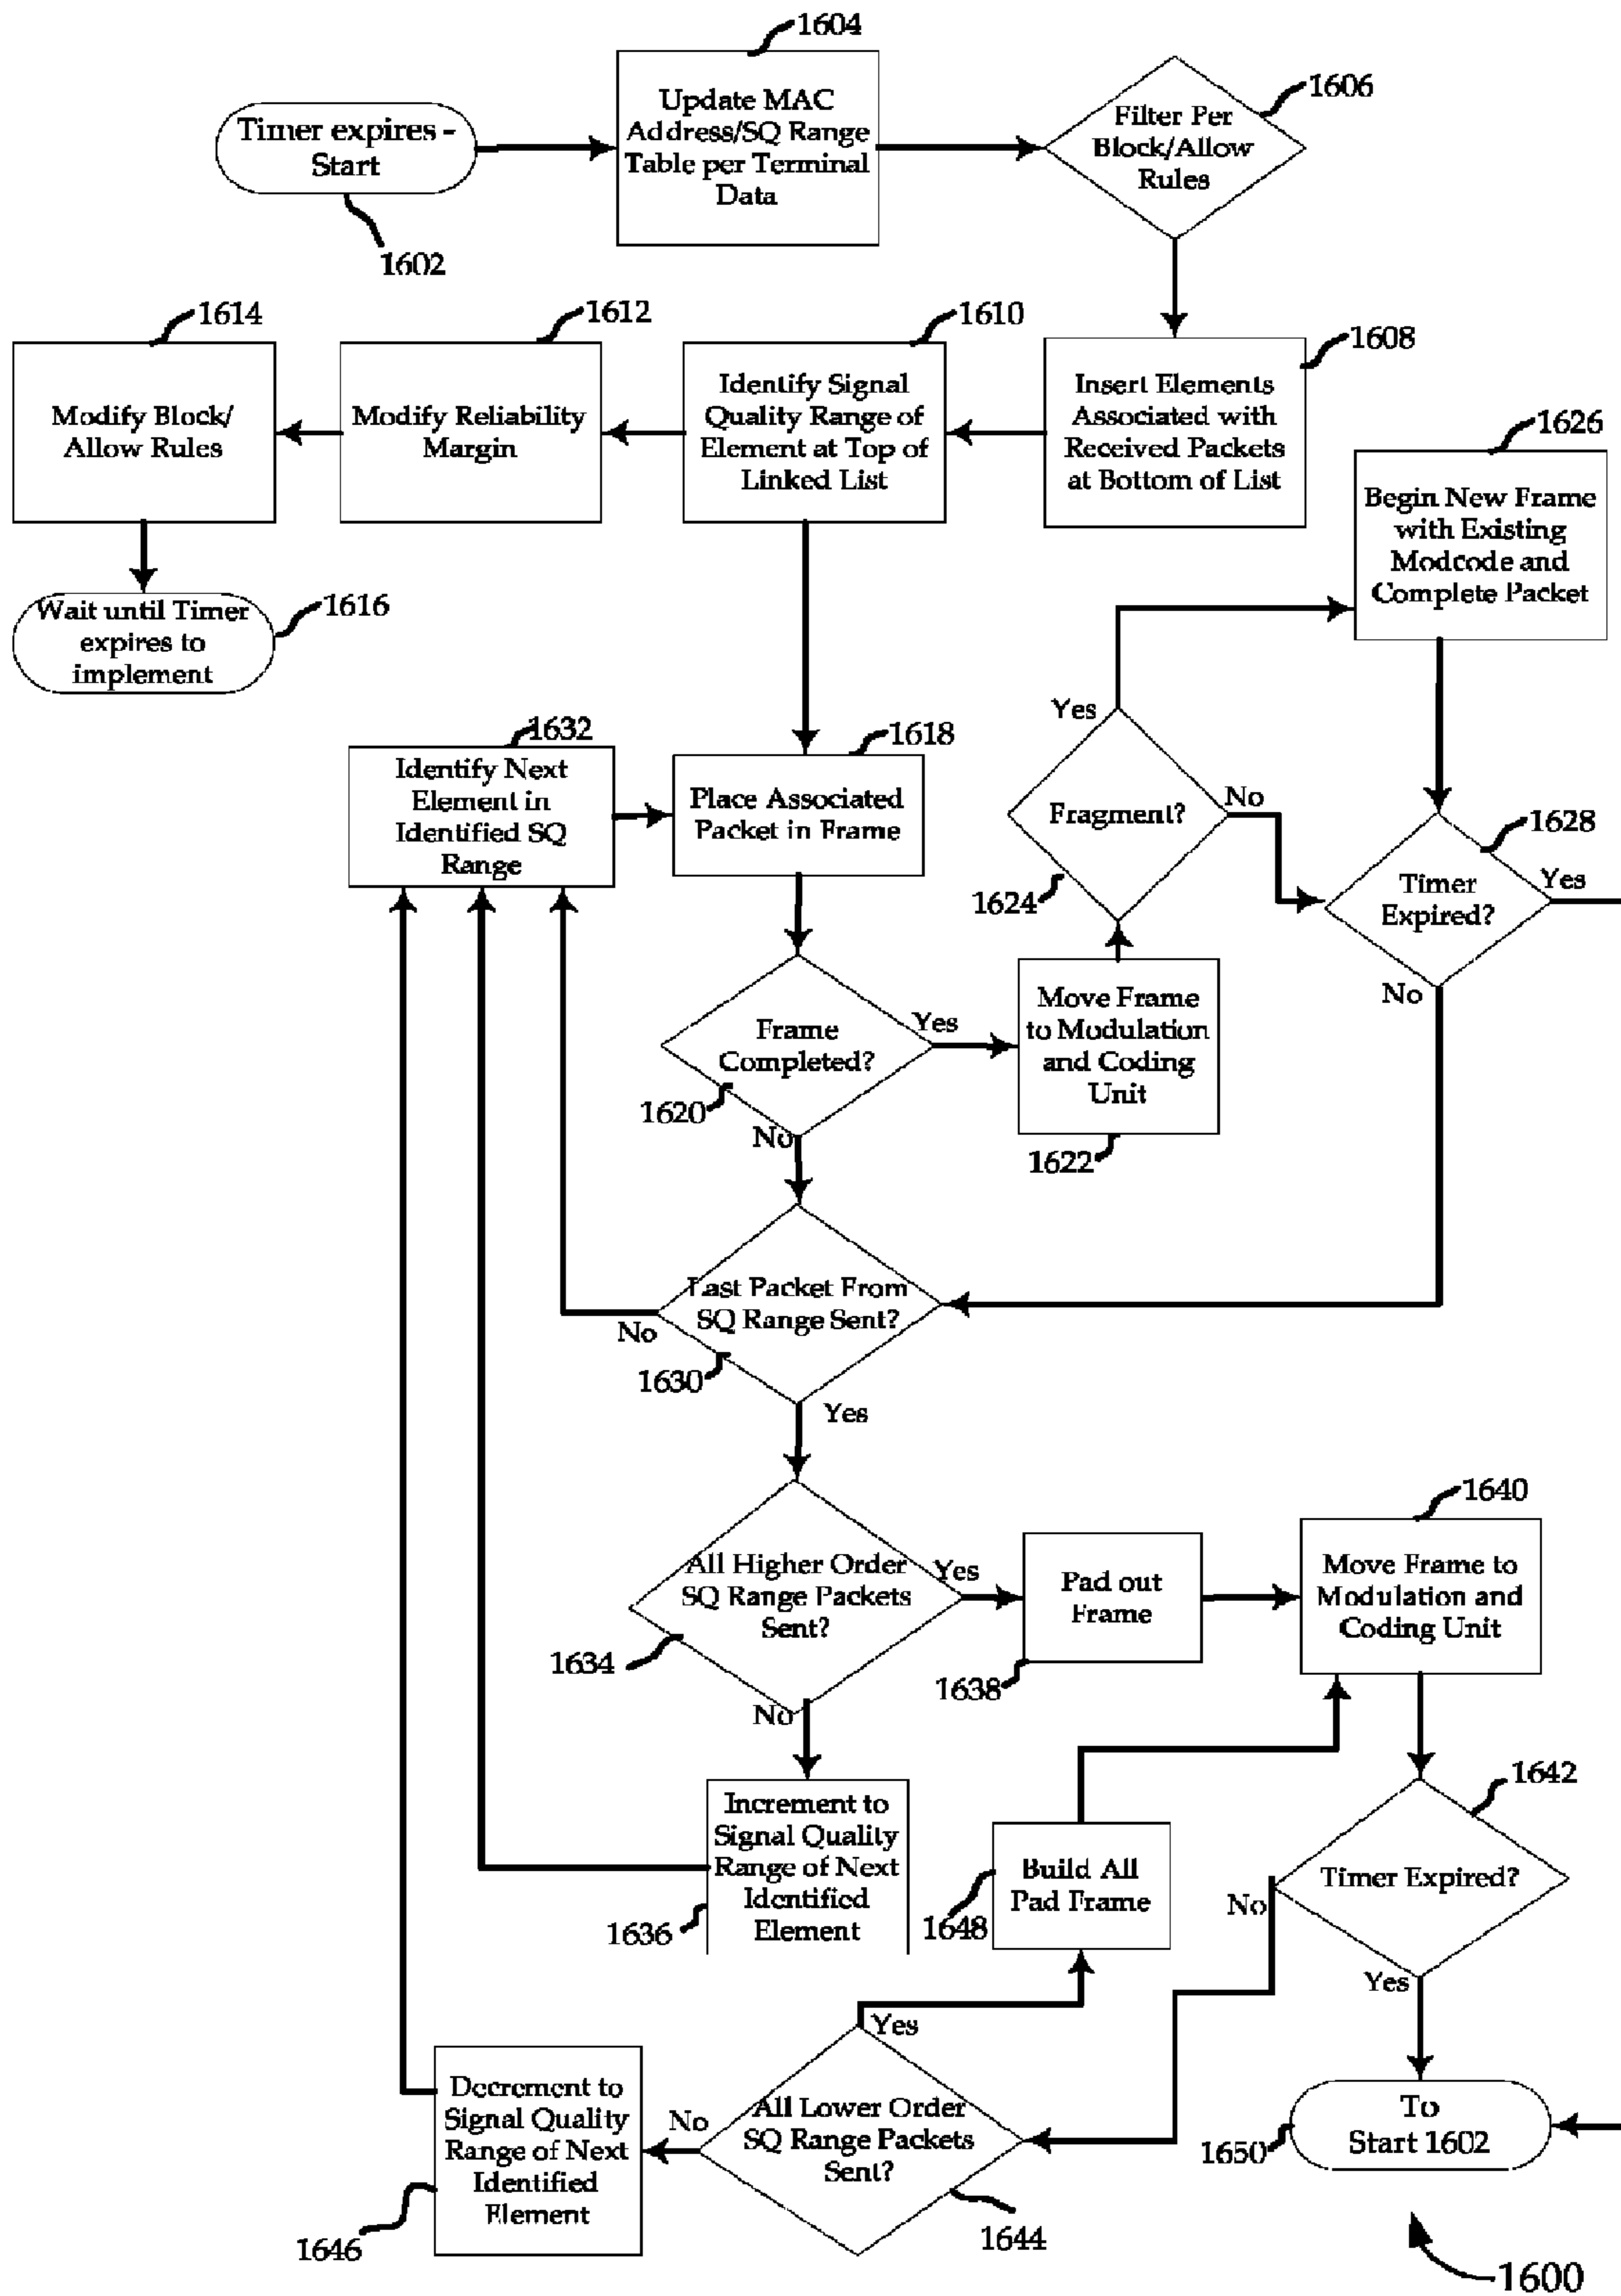 1604
Update MAC
Address/SQ Range
Table per Terminal
Data
Timer expires -
Start
1602
1606
Filter Per
Block/Allow
Rules
1614
Modify Block/
Allow Rules
1612
Modify Reliability
Margin
1610
Identify Signal
Quality Range of
Element at Top of
Linked List
1608
Insert Elements
Associated with
Received Packets
at Bottom of List
1626
Begin New Frame
with Existing
Modcode and
Complete Packet
Wait until Timer
expires to
implement
1616
1632
Identify Next
Element in
Identified SQ
Range
1618
Place Associated
Packet in Frame
Yes
Fragment?
No
1624
1628
Timer
Expired?
Yes
No
Frame
Completed?
Yes
1620
No
Move Frame
to Modulation
and Coding
Unit
1622
Last Packet From
SQ Range Sent?
No
1630
Yes
All Higher Order
SQ Range Packets
Sent?
Yes
1634
No
Pad out
Frame
1638
1640
Move Frame to
Modulation and
Coding Unit
Increment to
Signal Quality
Range of Next
Identified
Element
1636
Build All
Pad Frame
1648
1642
Timer Expired?
No
Yes
Decrement to
Signal Quality
Range of Next
Identified
Element
1646
Yes
All Lower Order
SQ Range Packets
Sent?
No
1644
To
Start 1602
1650
1600